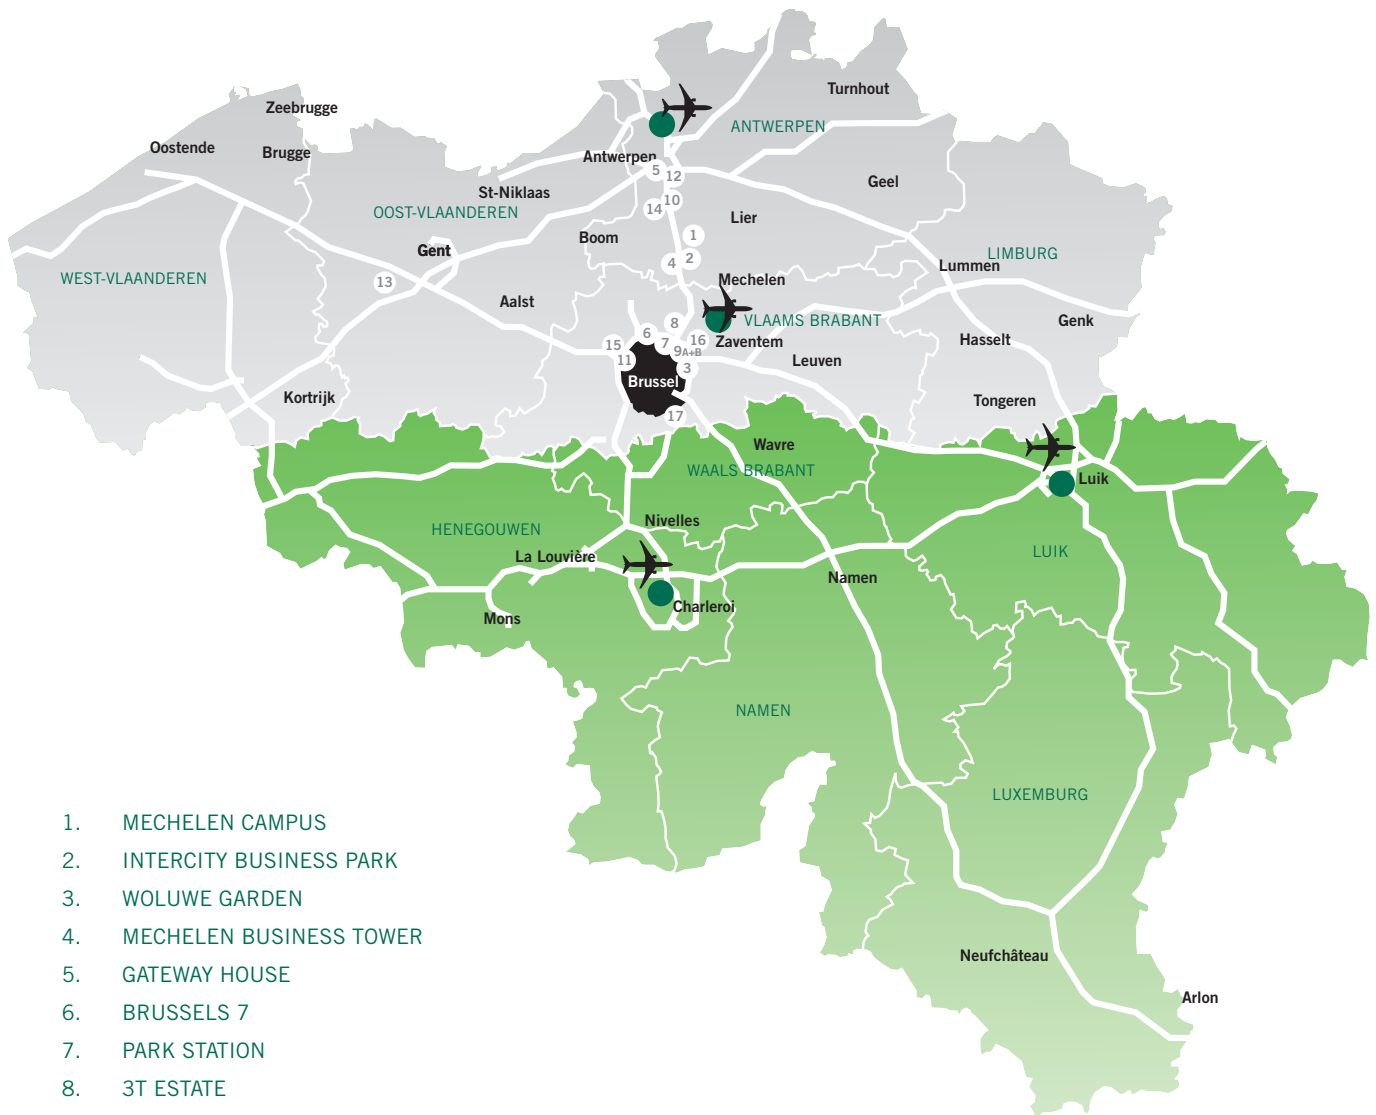 Zeebrugge
Turnhout
ANTWERPEN
Oostende
Brugge
Antwerpen
5
12
Geel
St-Niklaas
10
14
OOST-VLAANDEREN
Lier
Boom
1
Gent
LIMBURG
2
4
Lummen
WEST-VLAANDEREN
Mechelen
13
Aalst
8
VLAAMS BRABANT
Genk
6
Zaventem
Hasselt
15
7
16
9A+B
11
Leuven
3
Brussel
Kortrijk
Tongeren
17
Wavre
WAALS BRABANT
Luik
Nivelles
HENEGOUWEN
LUIK
La Louvière
Namen
Charleroi
Mons
NAMEN
LUXEMBURG
Neufchâteau
Arlon
1. MECHELEN CAMPUS
2. INTERCITY BUSINESS PARK
3. WOLUWE GARDEN
4. MECHELEN BUSINESS TOWER
5. GATEWAY HOUSE
6. BRUSSELS 7
7. PARK STATION
8. 3T ESTATE